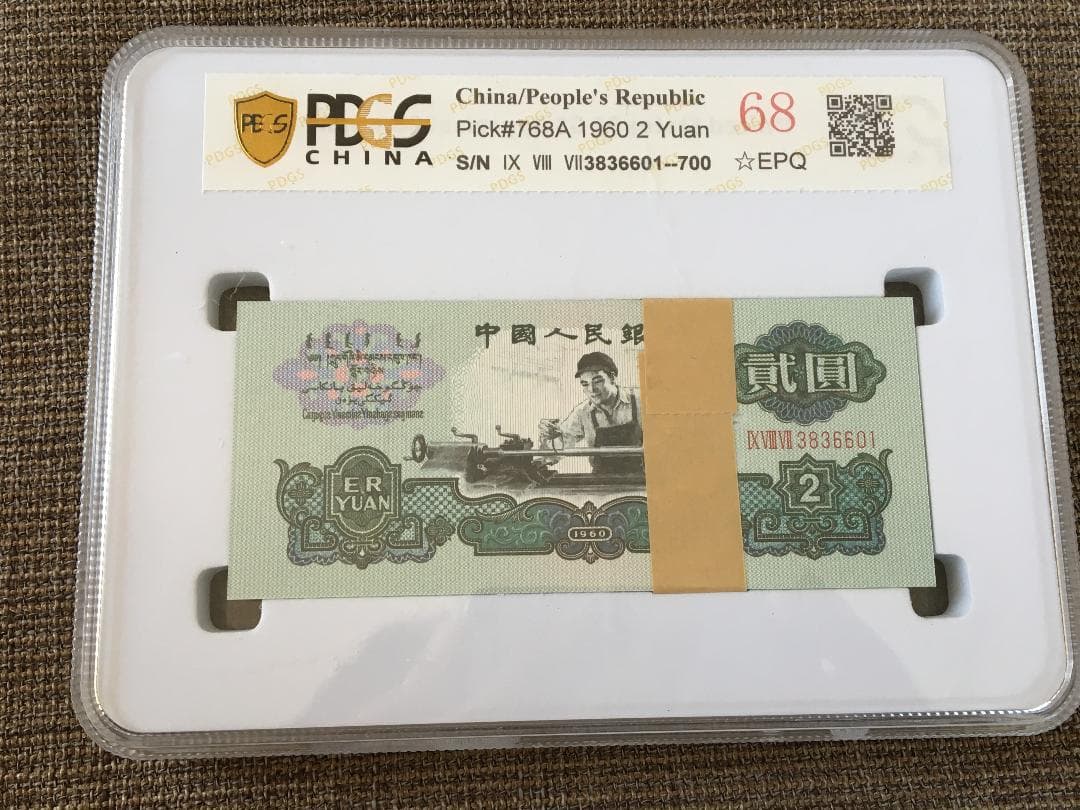 PDGS
CHINA
China/People's Republic
Pick#768A 1960 2 Yuan
S/N IX VIII VII3836601--700
68
☆EPQ
中國人民銀
貳圓
IX VIII VII 3836601
ER
YUAN
1960
2